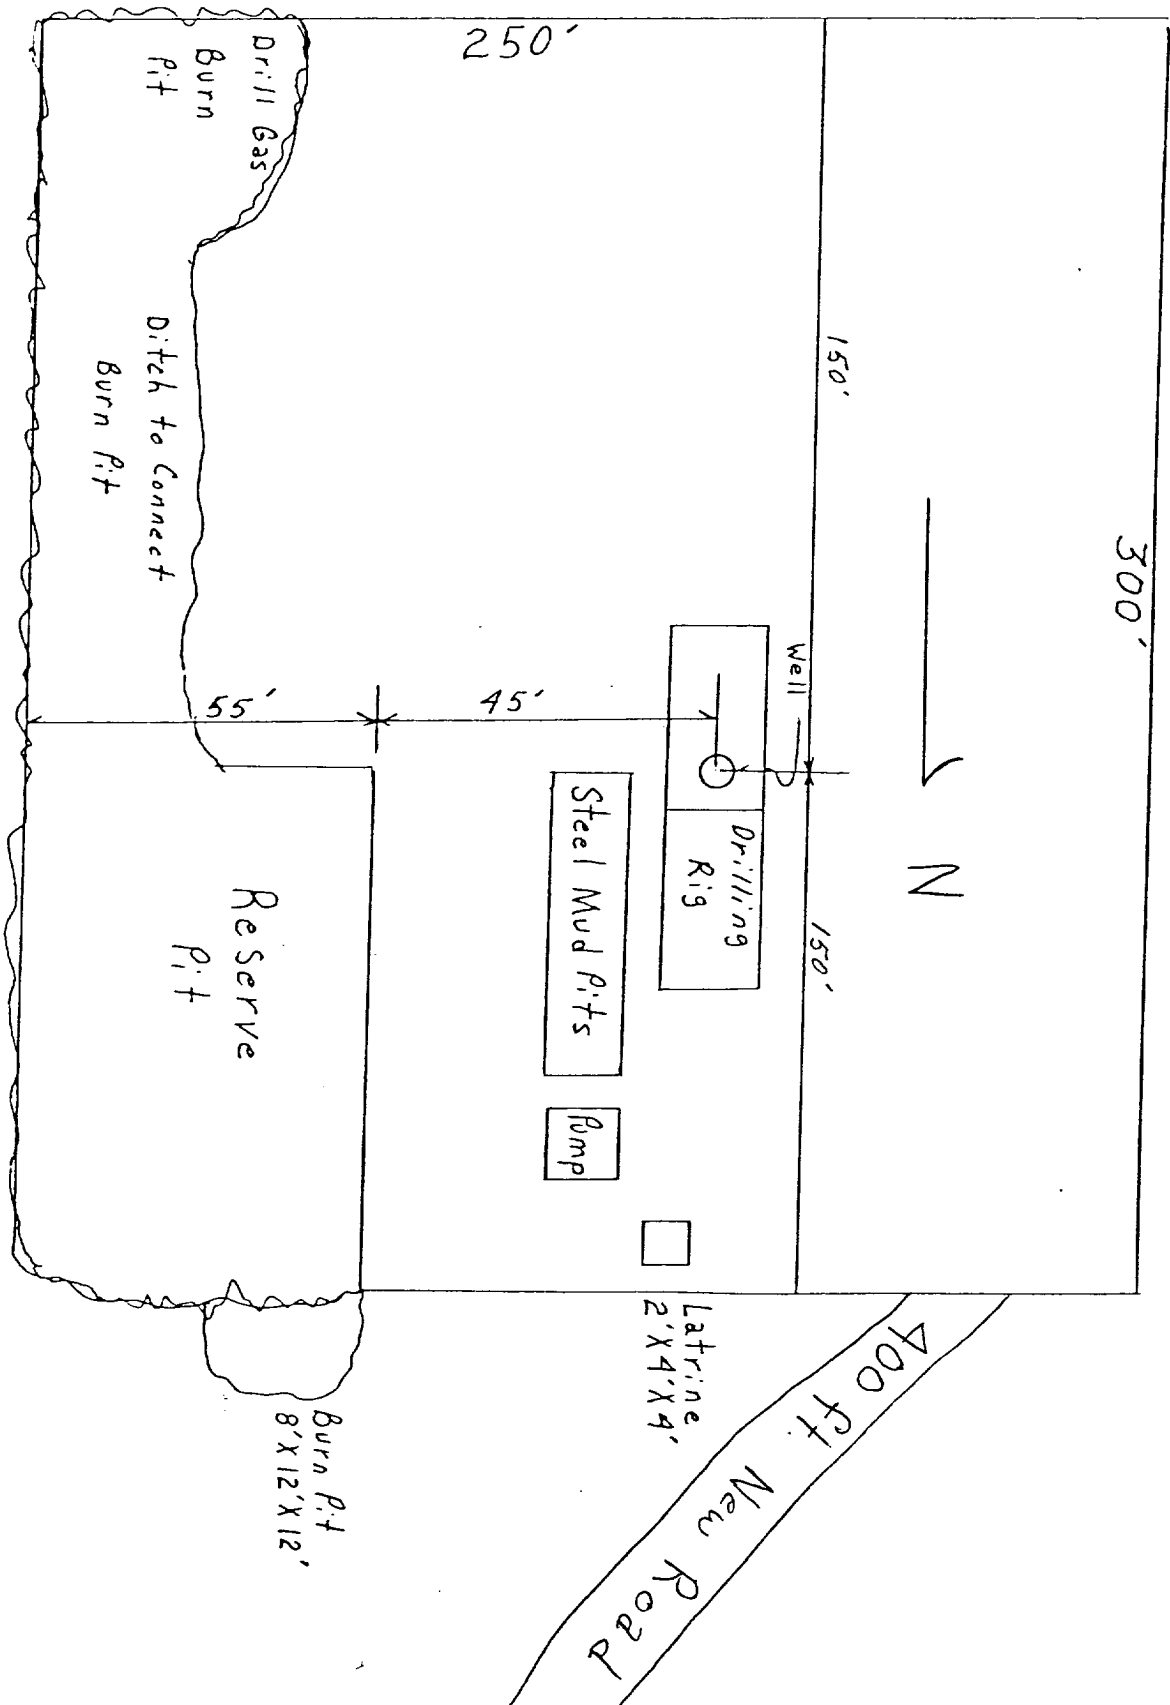 300'
N
400 ft. New Road
150'
150'
Well
Drilling
Rig
Latrine
2'X4'X4'
250'
45'
Steel Mud Pits
Pump
55'
Drill Gas
Burn
Pit
Ditch to Connect
Burn Pit
Reserve
Pit
Burn Pit
8'X12'X12'